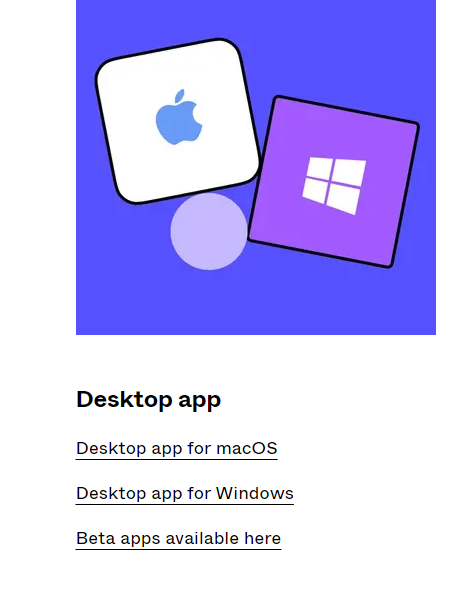 Desktop app
Desktop app for macOS
Desktop app for Windows
Beta apps available here